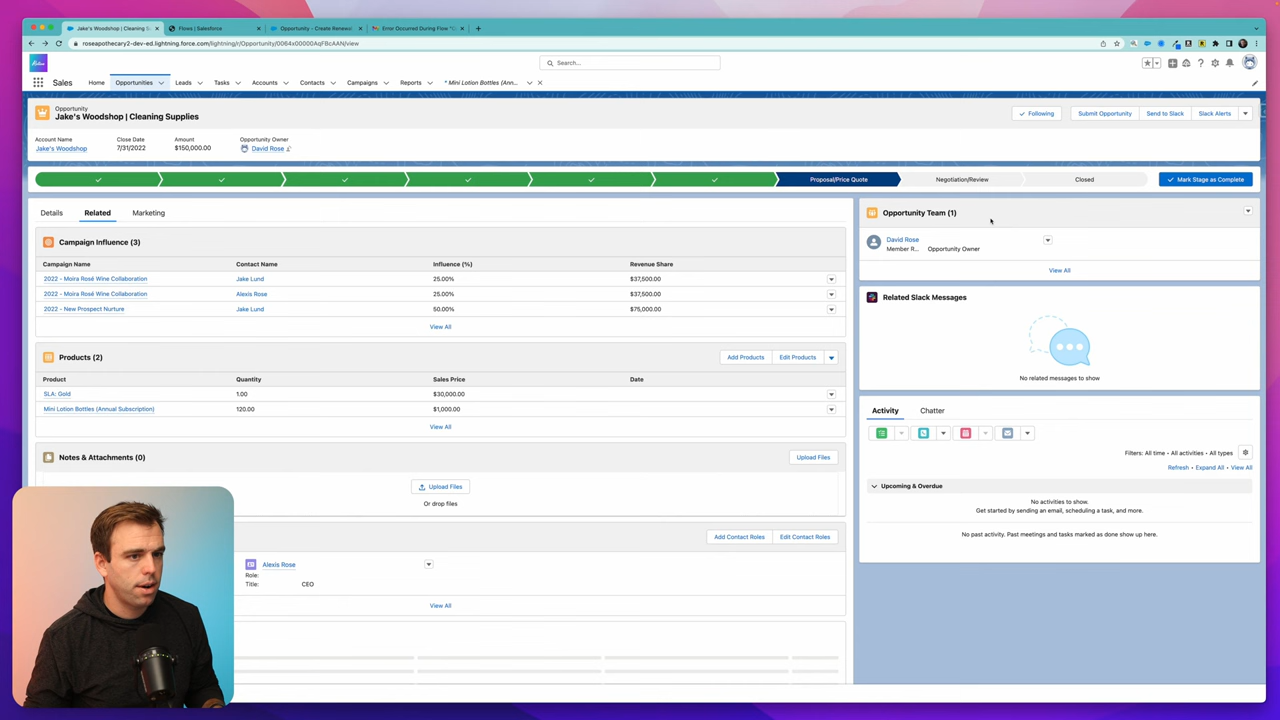 Jake's Woodshop | Cleaning S
Flows | Salesforce
Opportunity - Create Renewal
Error Occurred During Flow "O
roseapothecary2-dev-ed.lightning.force.com/lightning/r/Opportunity/0064x00000AqF8cAAN/view
Search...
Sales
Home
Opportunities
Leads
Tasks
Accounts
Contacts
Campaigns
Reports
* Mini Lotion Bottles (Ann...
Opportunity
Jake's Woodshop | Cleaning Supplies
Following
Submit Opportunity
Send to Slack
Slack Alerts
Account Name
Close Date
Amount
Opportunity Owner
Jake's Woodshop
7/31/2022
$150,000.00
David Rose
Proposal/Price Quote
Negotiation/Review
Closed
Mark Stage as Complete
Details
Related
Marketing
Campaign Influence (3)
Campaign Name
Contact Name
Influence (%)
Revenue Share
2022 - Moira Rosé Wine Collaboration
Jake Lund
25.00%
$37,500.00
2022 - Moira Rosé Wine Collaboration
Alexis Rose
25.00%
$37,500.00
2022 - New Prospect Nurture
Jake Lund
50.00%
$75,000.00
View All
Products (2)
Add Products
Edit Products
Product
Quantity
Sales Price
Date
SLA: Gold
1.00
$30,000.00
Mini Lotion Bottles (Annual Subscription)
120.00
$1,000.00
View All
Notes & Attachments (0)
Upload Files
Upload Files
Or drop files
Add Contact Roles
Edit Contact Roles
Alexis Rose
Role:
Title:
CEO
View All
Opportunity Team (1)
David Rose
Member R...
Opportunity Owner
View All
Related Slack Messages
No related messages to show
Activity
Chatter
Filters: All time • All activities • All types
Refresh • Expand All • View All
Upcoming & Overdue
No activities to show.
Get started by sending an email, scheduling a task, and more.
No past activity. Past meetings and tasks marked as done show up here.